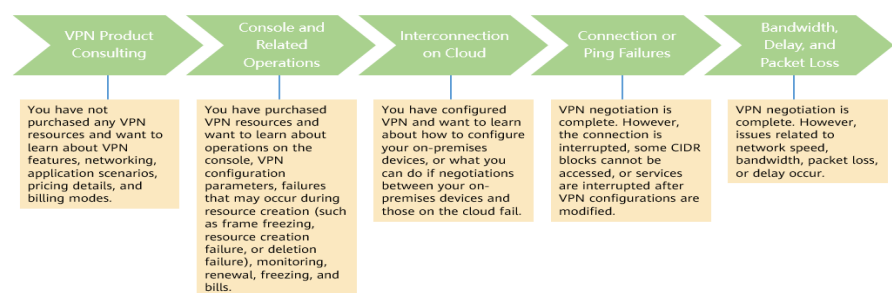 VPN Product
Consulting
Console and
Related
Operations
Interconnection
on Cloud
Connection or
Ping Failures
Bandwidth,
Delay, and
Packet Loss
You have not
purchased any VPN
resources and want to
learn about VPN
features, networking,
application scenarios,
pricing details, and
billing modes.
You have purchased
VPN resources and
want to learn about
operations on the
console, VPN
configuration
parameters, failures
that may occur during
resource creation (such
as frame freezing,
resource creation
failure, or deletion
failure), monitoring,
renewal, freezing, and
bills.
You have configured
VPN and want to learn
about how to configure
your on-premises
devices, or what you
can do if negotiations
between your on-
premises devices and
those on the cloud fail.
VPN negotiation is
complete. However,
the connection is
interrupted, some CIDR
blocks cannot be
accessed, or services
are interrupted after
VPN configurations are
modified.
VPN negotiation is
complete. However,
issues related to
network speed,
bandwidth, packet loss,
or delay occur.